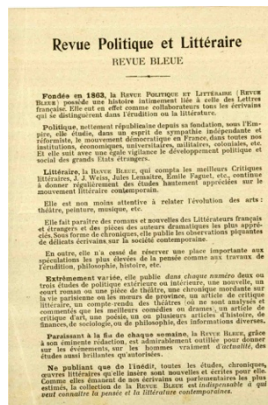 Revue Politique et Littéraire
REVUE BLEUE
Fondée en 1863, la REVUE POLITIQUE ET LITTÉRAIRE (REVUE
BLEUE) possède une histoire intimement liée à celle des Lettres
françaises. Elle eut en effet comme collaborateurs tous les écrivains
qui se distinguèrent dans l'érudition ou la littérature.
Politique, nettement républicaine depuis sa fondation, sous l'Em-
pire, elle étudie, dans un esprit de sympathie indépendante et
réformiste, le mouvement démocratique en France, dans toutes nos
institutions, économiques, universitaires, militaires, coloniales, etc.
Et elle suit avec une égale vigilance le développement politique et
social des grands États étrangers.
Littéraire, la REVUE BLEUE, qui compta les meilleurs Critiques
littéraires, J. J. Weiss, Jules Lemaître, Émile Faguet, etc., continue
à donner régulièrement des études hautement appréciées sur le
mouvement littéraire contemporain.
Elle est non moins attentive à relater l'évolution des arts :
théâtre, peinture, musique, etc.
Elle fait paraître des romans et nouvelles des Littérateurs français
et étrangers et des pièces des auteurs dramatiques les plus appré-
ciés. Sous forme de chroniques, elle publie les observations piquantes
de délicats écrivains sur la société contemporaine.
En outre, elle n'a cessé de réserver une place importante aux
spéculations les plus élevées de la pensée comme aux travaux de
l'érudition, philosophie, histoire, etc.
Extrêmement variée, elle publie dans chaque numéro deux ou
trois études de politique extérieure ou intérieure, une nouvelle, un
court roman ou une pièce de théâtre, une chronique mordante sur
la vie parisienne ou les mœurs de province, un article de critique
littéraire, un compte-rendu des théâtres (où ne sont analysés et
commentés que les meilleurs comédies ou drames), un article de
critique d'art, une poésie, un ou plusieurs articles d'histoire, de
finances, de sociologie, ou de philosophie, des informations diverses.
Paraissant à la fin de chaque semaine, la REVUE BLEUE, grâce
à son éminente rédaction, est admirablement outillée pour donner
sur les événements, sur les hommes vraiment d'actualité, des
études aussi brillantes qu'autorisées.
Ne publiant que de l'inédit, toutes les études, chroniques,
œuvres littéraires qu'elle insère sont nouvelles et écrites pour elle.
Comme elles émanent de nos écrivains ou parlementaires les plus
estimés, la collection de la REVUE BLEUE est indispensable à qui
veut connaître la pensée et la littérature contemporaines.